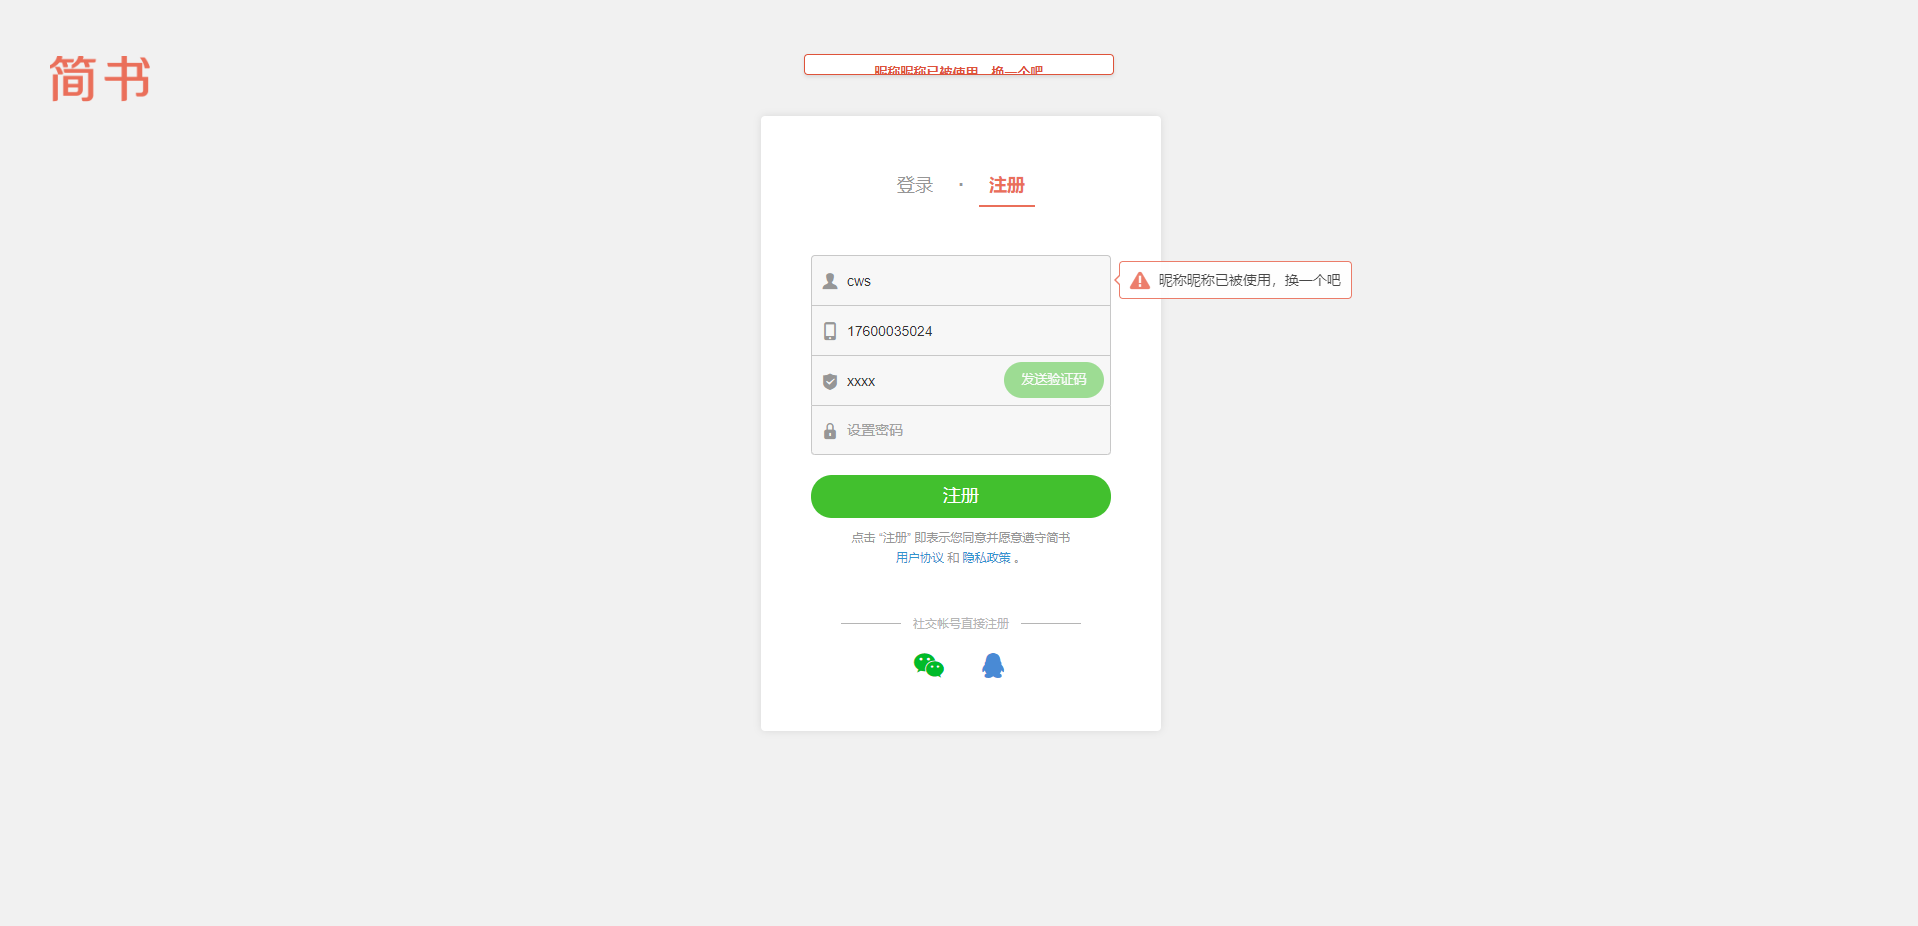 简书
昵称昵称已被使用，换一个吧
登录 · 注册
cws
昵称昵称已被使用，换一个吧
17600035024
xxxx
发送验证码
设置密码
注册
点击 “注册” 即表示您同意并愿意遵守简书
用户协议 和 隐私政策 。
社交帐号直接注册